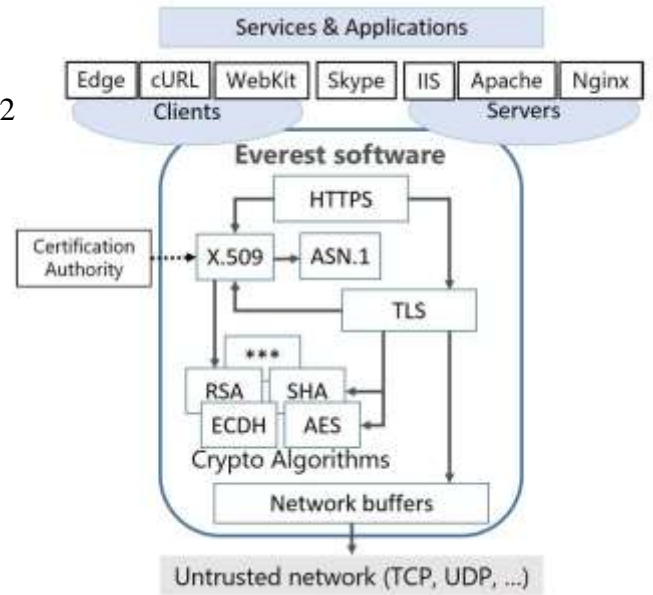 Services & Applications
Edge cURL WebKit Skype IIS Apache Nginx
2
Clients Servers
Everest software
HTTPS
Certification
Authority
X.509 ASN.1
TLS
***
RSA SHA
ECDH AES
Crypto Algorithms
Network buffers
Untrusted network (TCP, UDP, ...)